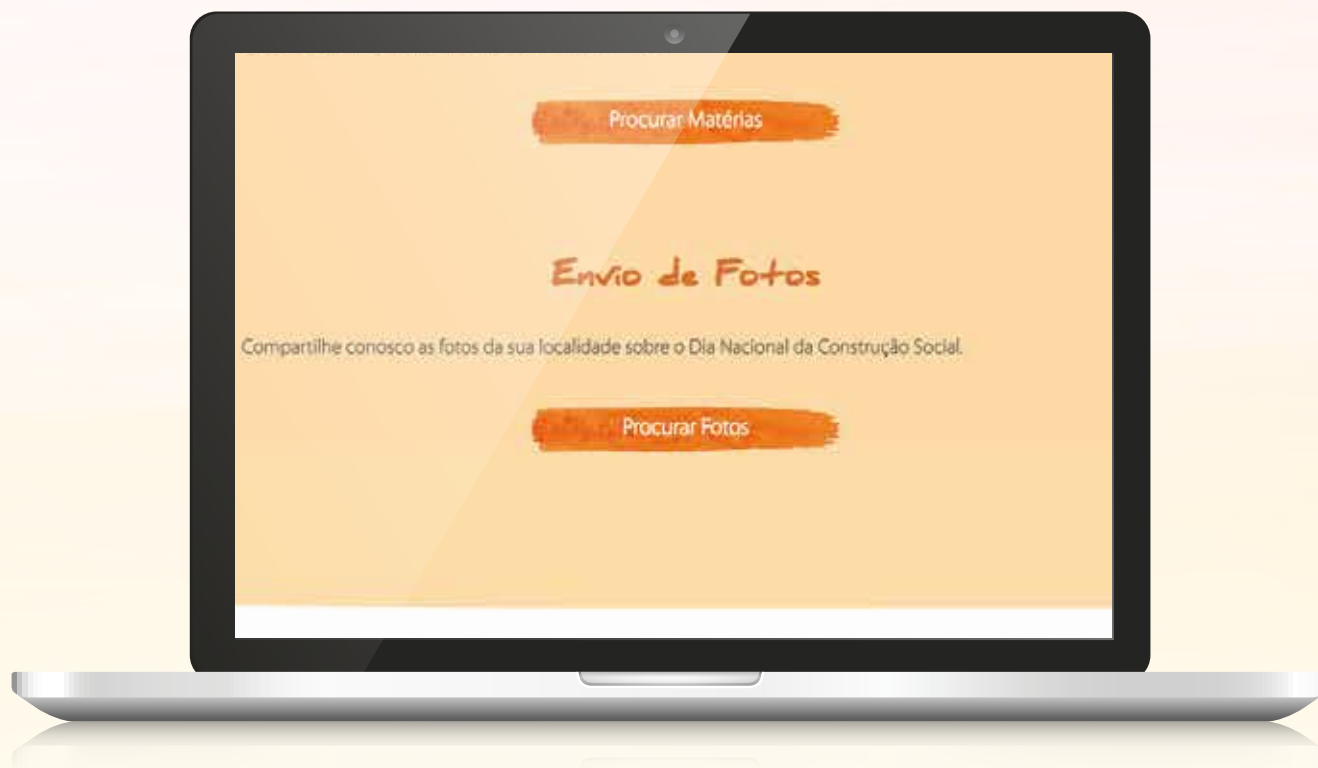 Procurar Matérias
Envio de Fotos
Compartilhe conosco as fotos da sua localidade sobre o Dia Nacional da Construção Social.
Procurar Fotos